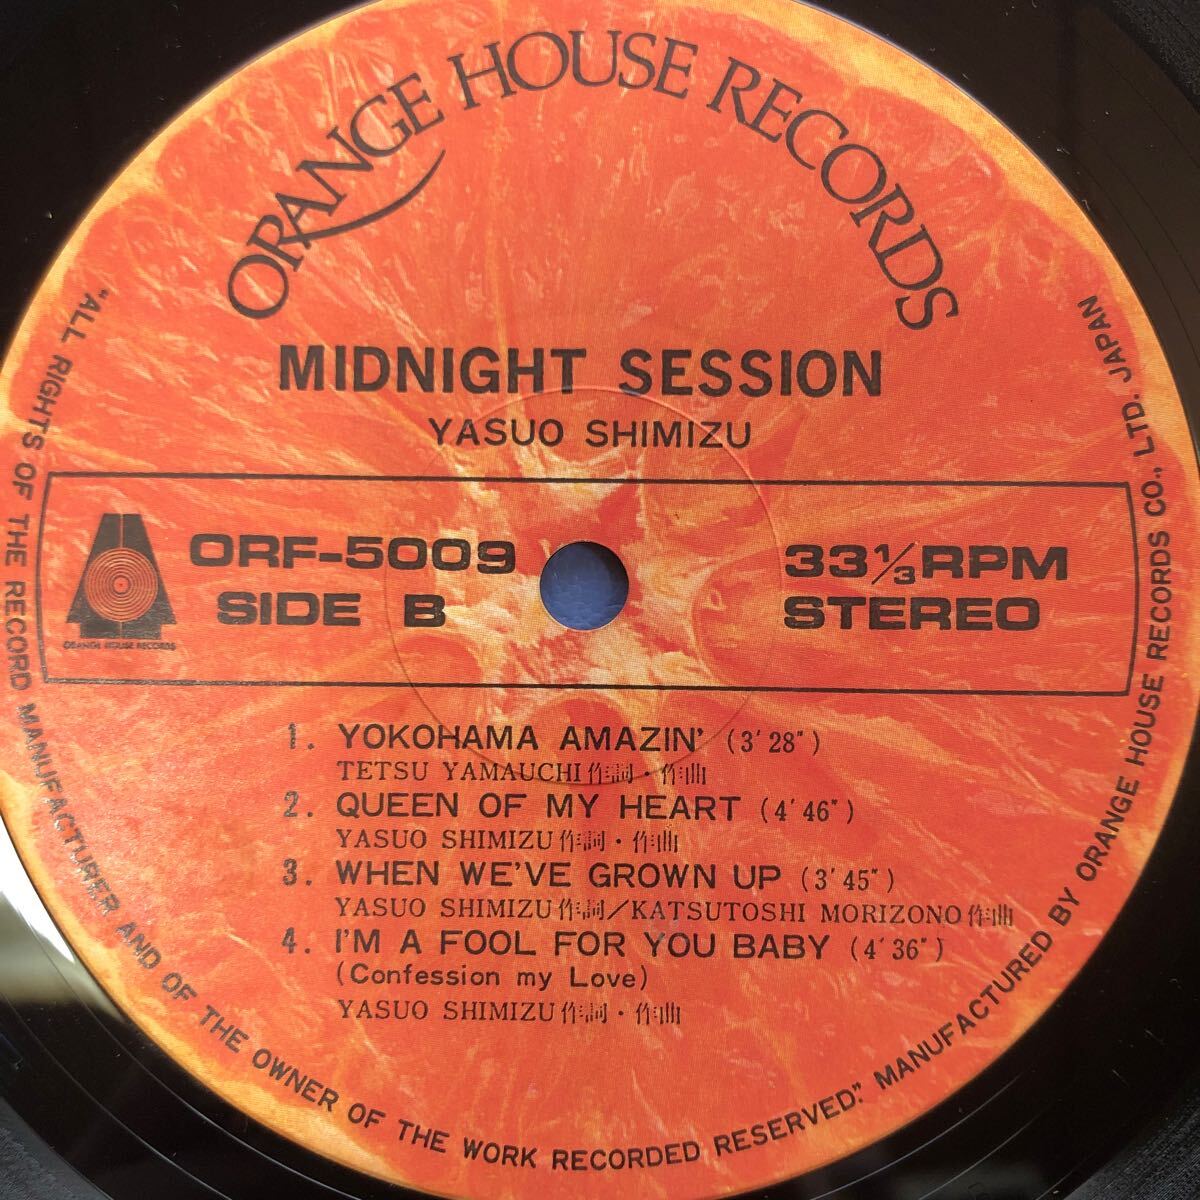 ORANGE HOUSE RECORDS
MIDNIGHT SESSION
YASUO SHIMIZU
ORF-5009
SIDE B
ORANGE HOUSE RECORDS
33⅓RPM
STEREO
1. YOKOHAMA AMAZIN' (3'28")
TETSU YAMAUCHI作詞・作曲
2. QUEEN OF MY HEART (4'46")
YASUO SHIMIZU作詞・作曲
3. WHEN WE'VE GROWN UP (3'45")
YASUO SHIMIZU作詞/KATSUTOSHI MORIZONO作曲
4. I'M A FOOL FOR YOU BABY (4'36")
(Confession my Love)
YASUO SHIMIZU作詞・作曲
"ALL RIGHTS OF THE RECORD MANUFACTURER AND OF THE OWNER OF THE WORK RECORDED RESERVED." MANUFACTURED BY ORANGE HOUSE RECORDS CO., LTD. JAPAN